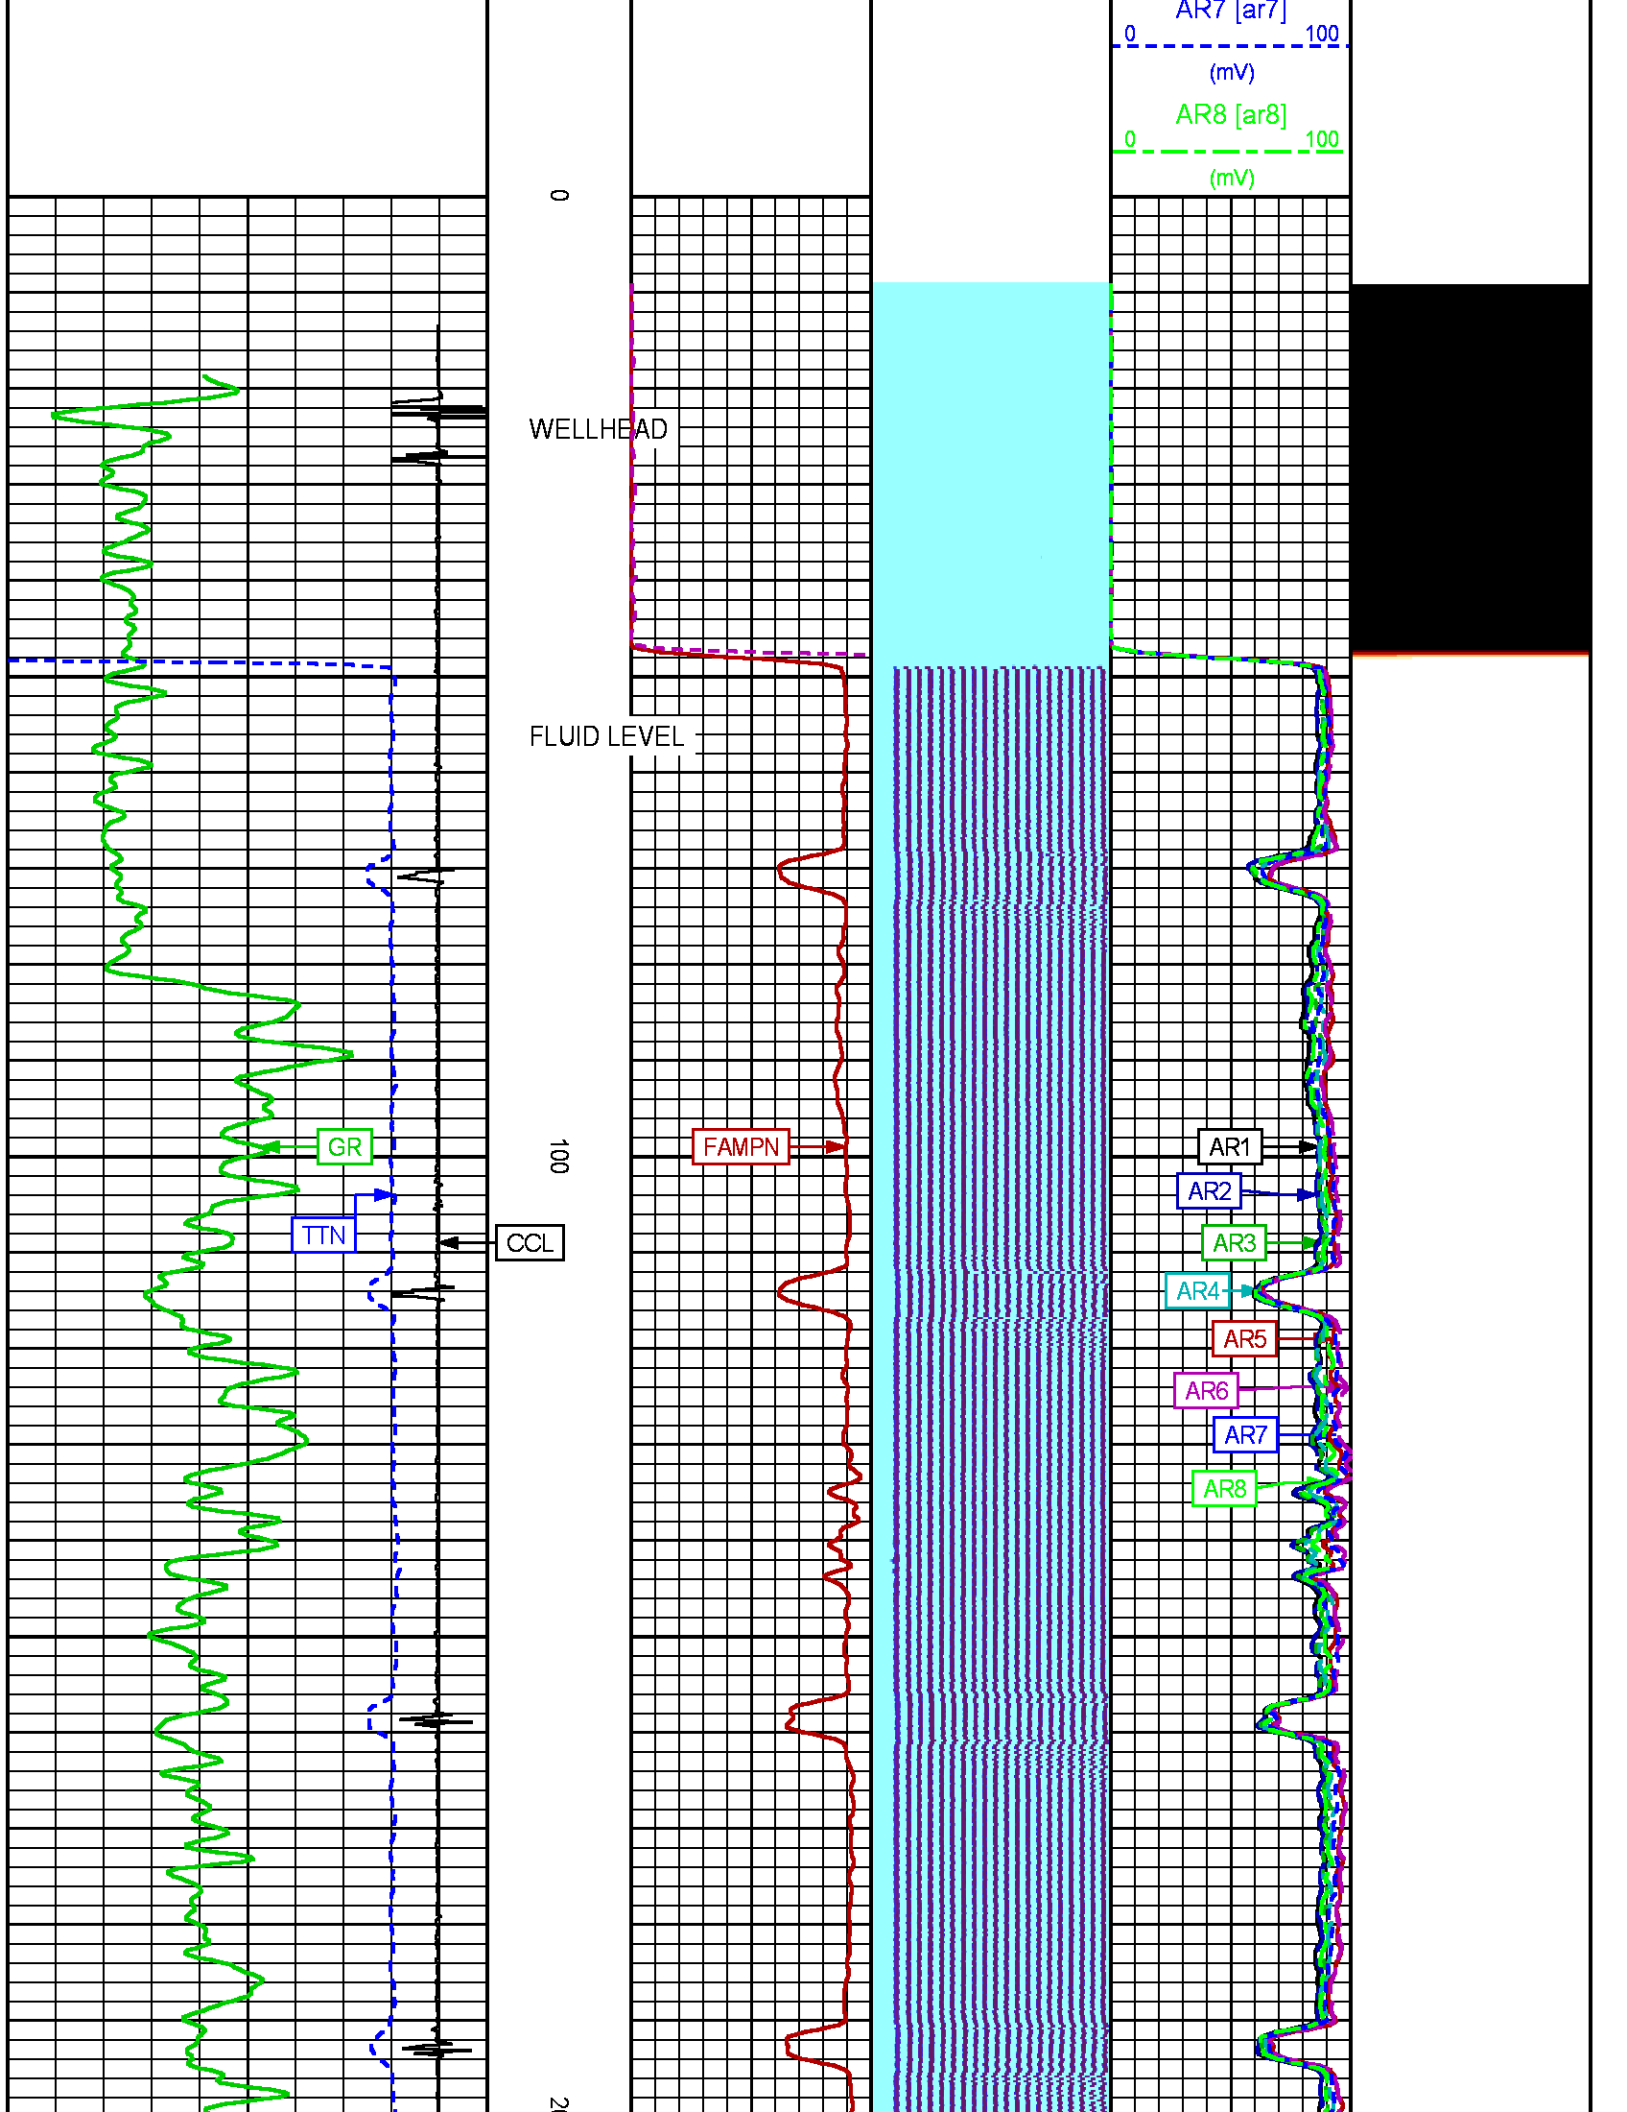 AR7 [ar7]
0 100
(mV)
AR8 [ar8]
0 100
(mV)
0
WELLHEAD
FLUID LEVEL
100
GR
FAMPN
AR1
AR2
TTN
CCL
AR3
AR4
AR5
AR6
AR7
AR8